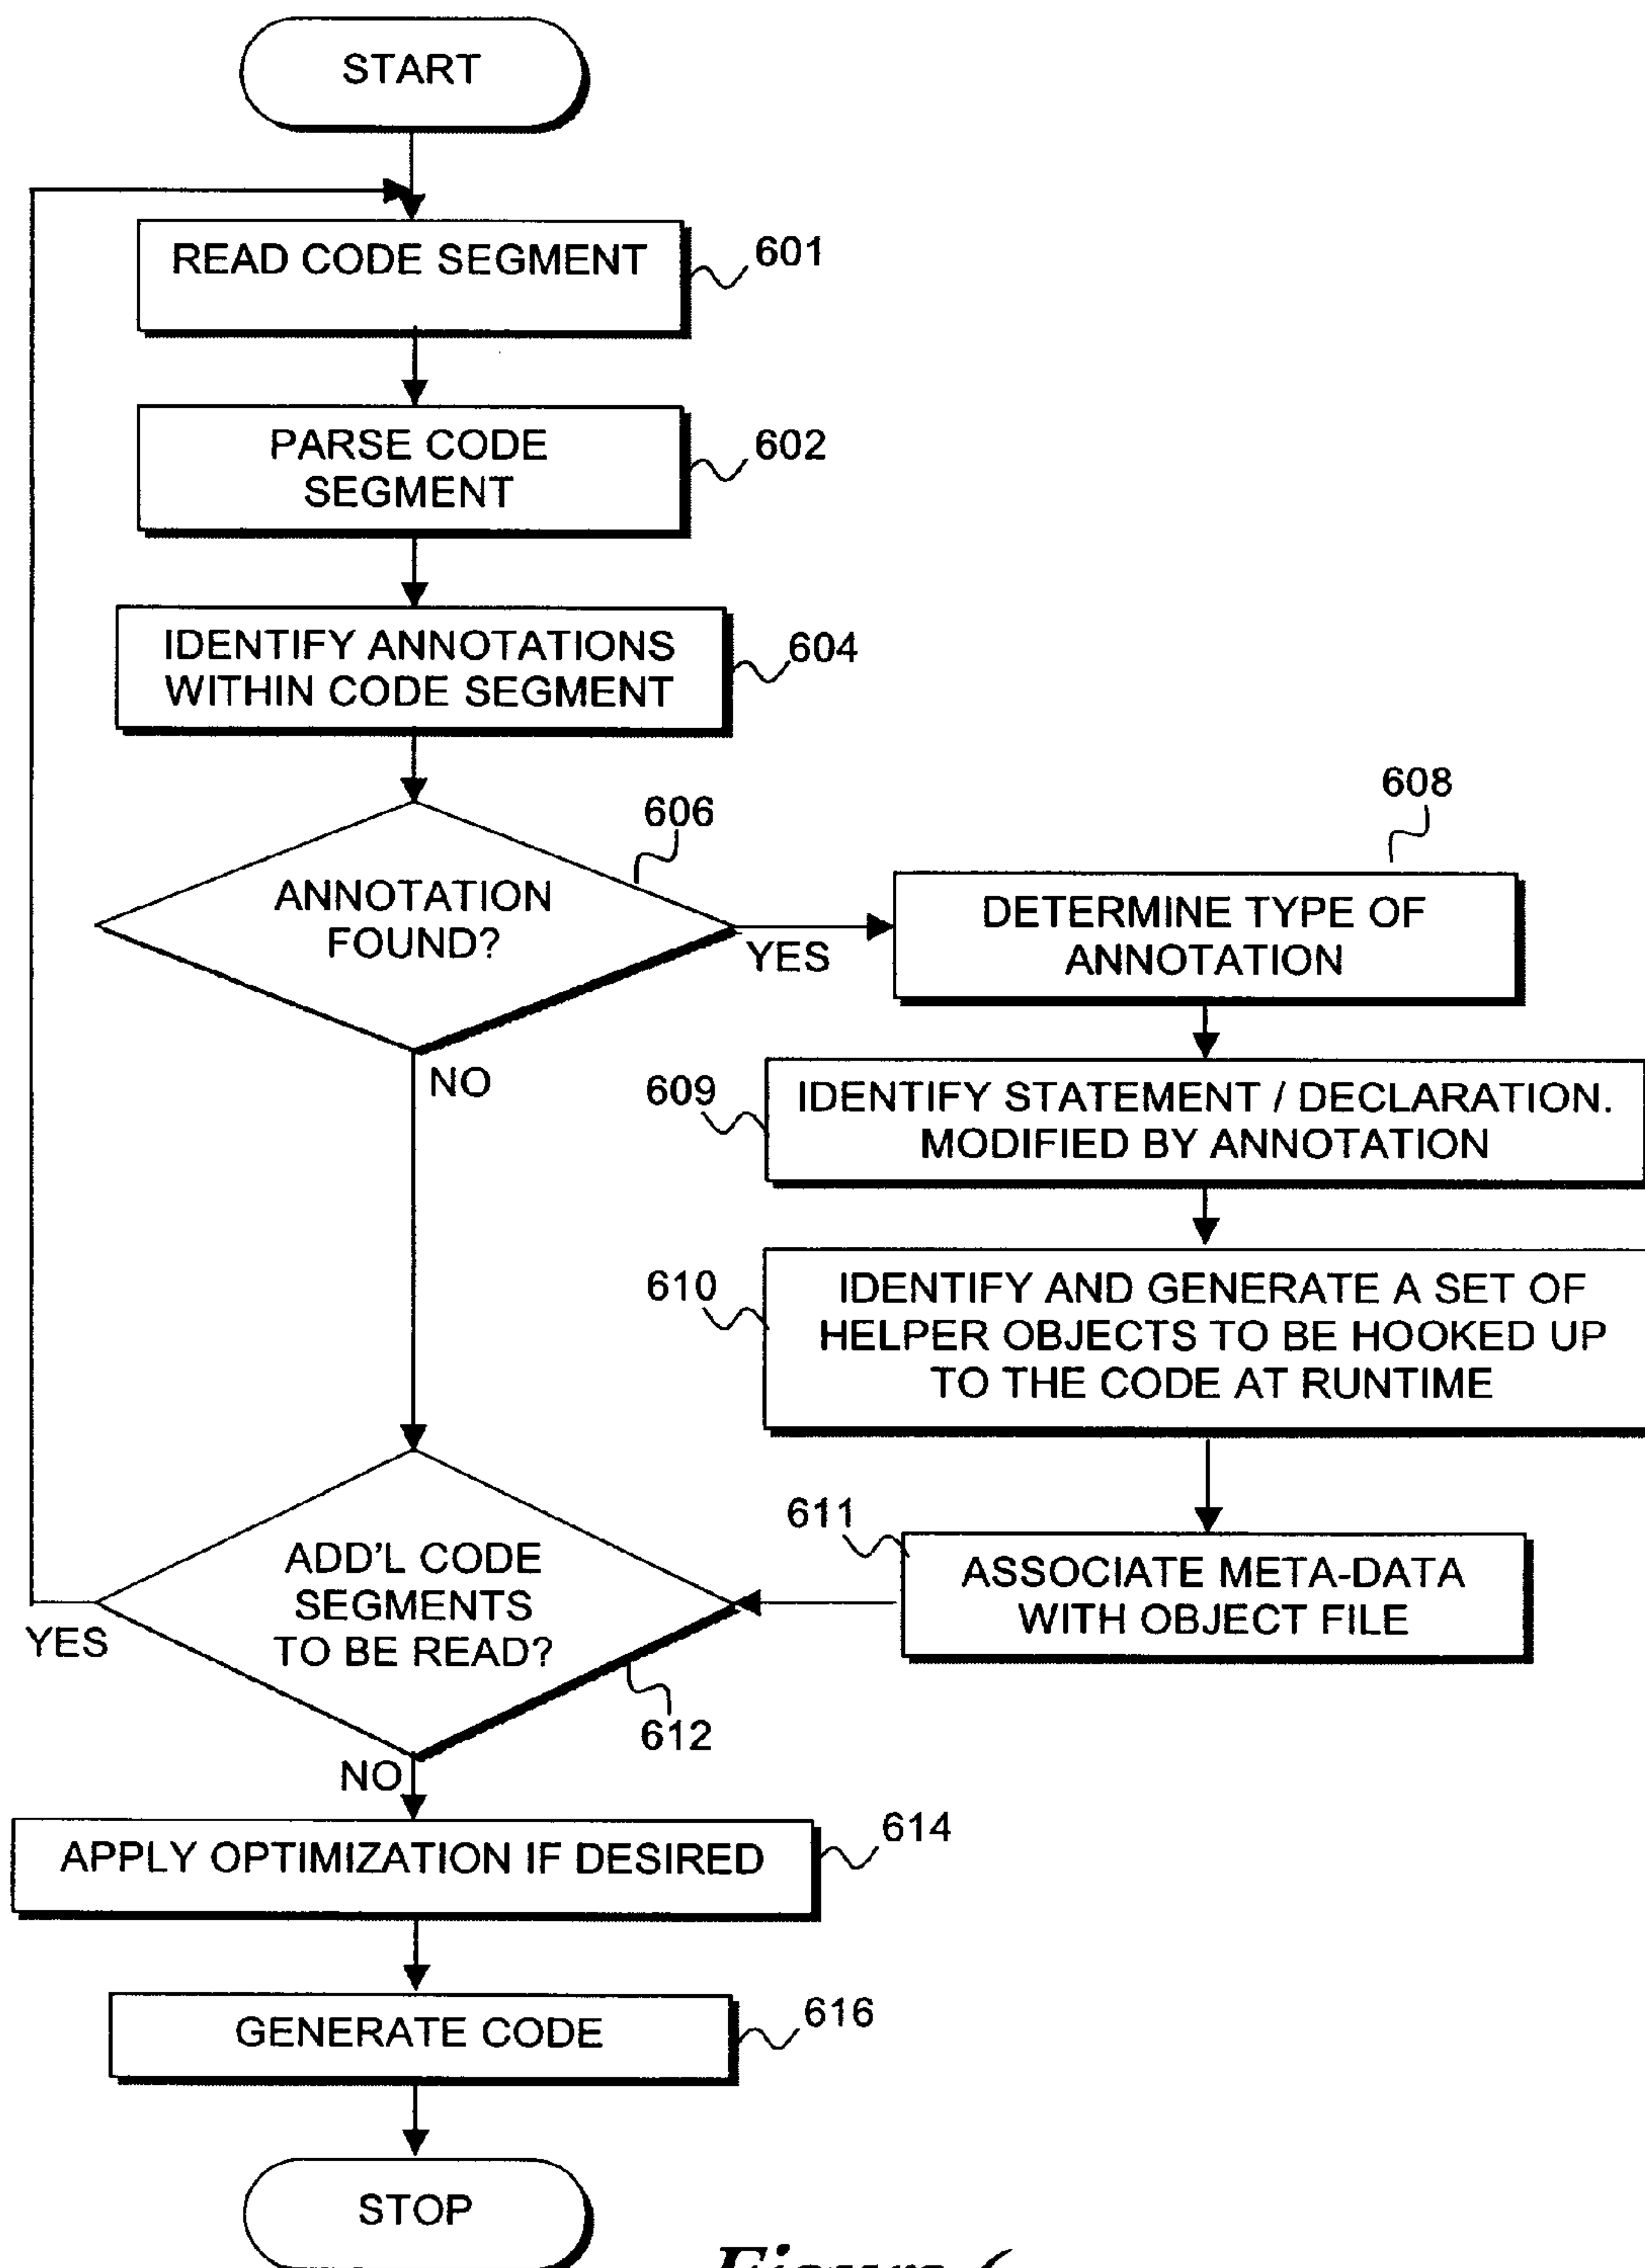 START
READ CODE SEGMENT
601
PARSE CODE
SEGMENT
602
IDENTIFY ANNOTATIONS
WITHIN CODE SEGMENT
604
606
ANNOTATION
FOUND?
YES
NO
608
DETERMINE TYPE OF
ANNOTATION
609
IDENTIFY STATEMENT / DECLARATION.
MODIFIED BY ANNOTATION
610
IDENTIFY AND GENERATE A SET OF
HELPER OBJECTS TO BE HOOKED UP
TO THE CODE AT RUNTIME
611
ASSOCIATE META-DATA
WITH OBJECT FILE
ADD'L CODE
SEGMENTS
TO BE READ?
YES
612
NO
APPLY OPTIMIZATION IF DESIRED
614
GENERATE CODE
616
STOP
Figure 6